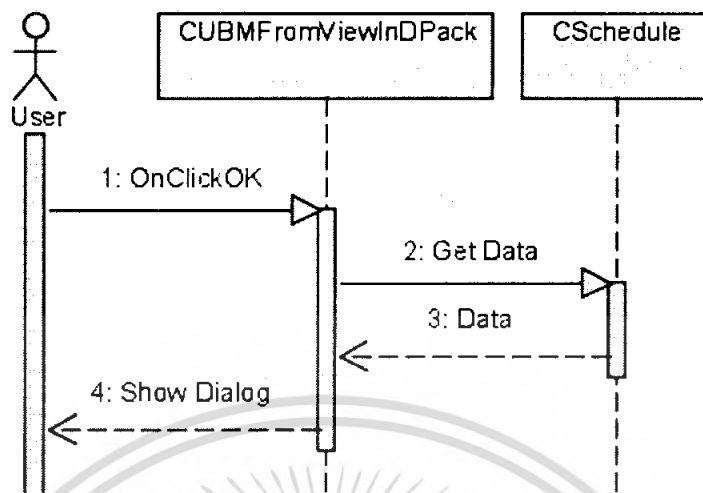 CUBMFromViewInDPack
CSchedule
User
1: OnClickOK
2: Get Data
3: Data
4: Show Dialog